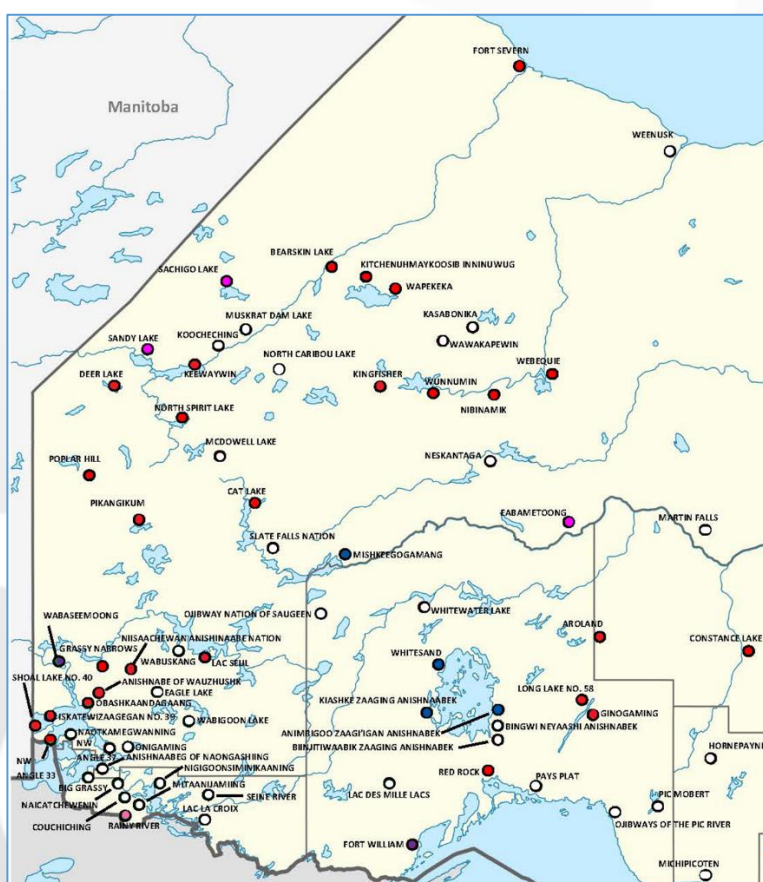 FORT SEVERN
Manitoba
WEENUSK
BEARSKIN LAKE
KITCHENUHMAYKOOSIB INNINUWUG
SACHIGO LAKE
WAPEKEKA
MUSKRAT DAM LAKE
KASABONIKA
SANDY LAKE
KOOCHECHING
WAWAKAPEWIN
NORTH CARIBOU LAKE
WEBEQUIE
DEER LAKE
KEEWAYWIN
KINGFISHER
WUNNUMIN
NIBINAMIK
NORTH SPIRIT LAKE
MCDOWELL LAKE
NESKANTAGA
POPLAR HILL
CAT LAKE
PIKANGIKUM
EABAMETOONG
MARTIN FALLS
SLATE FALLS NATION
MISHKEEGOGAMANG
WABASEEMOONG
OJIBWAY NATION OF SAUGEEN
WHITEWATER LAKE
NIISAACHEWAN ANISHINAABE NATION
AROLAND
GRASSY NARROWS
CONSTANCE LAKE
WABUSKANG
LAC SEUL
WHITESAND
SHOAL LAKE NO. 40
ANISHNABE OF WAUZHUSHK
EAGLE LAKE
LONG LAKE NO. 58
OBASHKAANDAGAANG
KIASHKE ZAAGING ANISHNAABEK
GINOGAMING
ISKATEWIZAAGEGAN NO. 39
WABIGOON LAKE
ANIMBIGOO ZAAGI'IGAN ANISHNABEK
BINGWI NEYAASHI ANISHNABEK
NAOTKAMEGWANNING
BIINJITIWAABIK ZAAGING ANISHNABEK
NW
ANGLE 37
ONIGAMING
HORNEPAYNE
ANISHNAABEG OF NAONGASHIING
NW
ANGLE 33
NIGIGOONSIMINIKAANING
RED ROCK
BIG GRASSY
MITAANJIAMIING
SEINE RIVER
LAC DES MILLE LACS
PAYS PLAT
PIC MOBERT
NAICATCHEWENIN
LAC LA CROIX
COUCHICHING
RAINY RIVER
OJIBWAYS OF THE PIC RIVER
FORT WILLIAM
MICHIPICOTEN